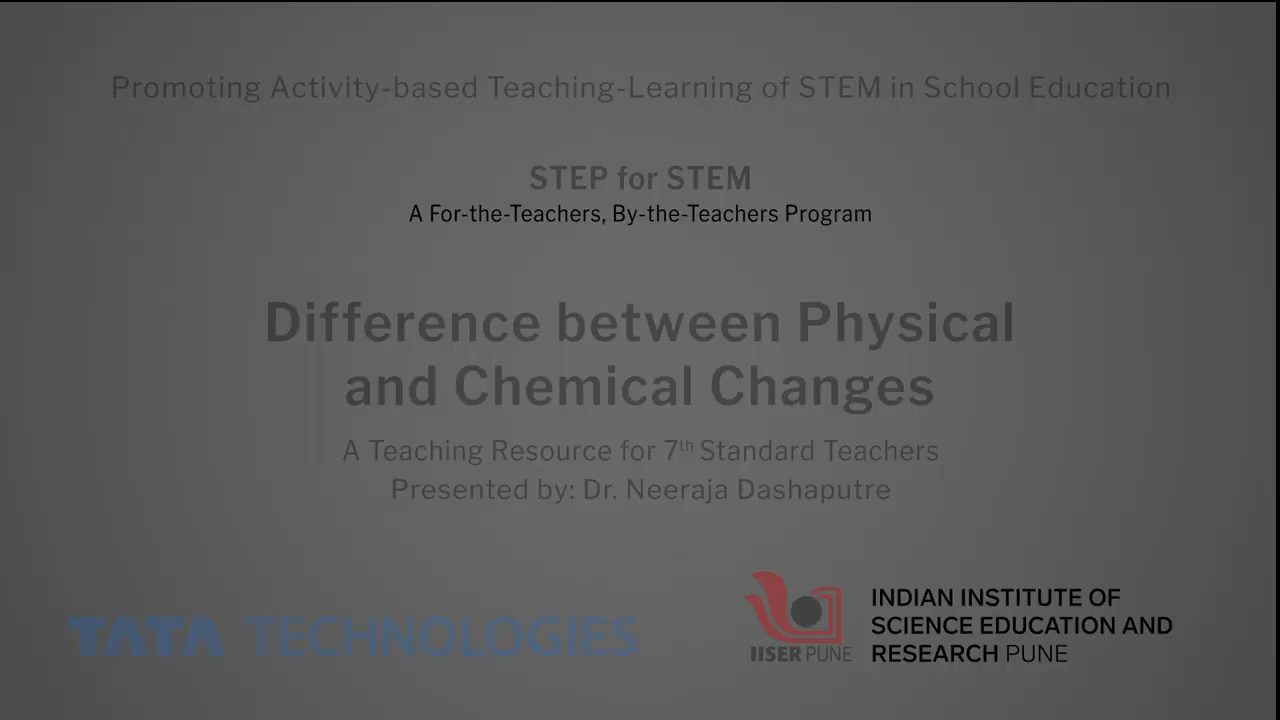 Promoting Activity-based Teaching-Learning of STEM in School Education
STEP for STEM
A For-the-Teachers, By-the-Teachers Program
Difference between Physical
and Chemical Changes
A Teaching Resource for 7th Standard Teachers
Presented by: Dr. Neeraja Dashaputre
TATA TECHNOLOGIES
IISER PUNE
INDIAN INSTITUTE OF
SCIENCE EDUCATION AND
RESEARCH PUNE